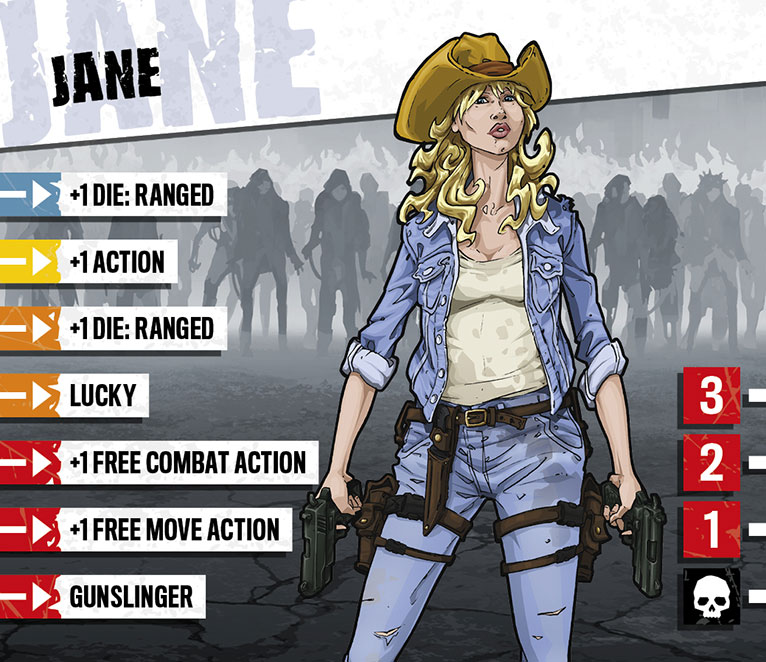 JANE
JANE
+1 DIE: RANGED
+1 ACTION
+1 DIE: RANGED
LUCKY
+1 FREE COMBAT ACTION
+1 FREE MOVE ACTION
GUNSLINGER
3
2
1